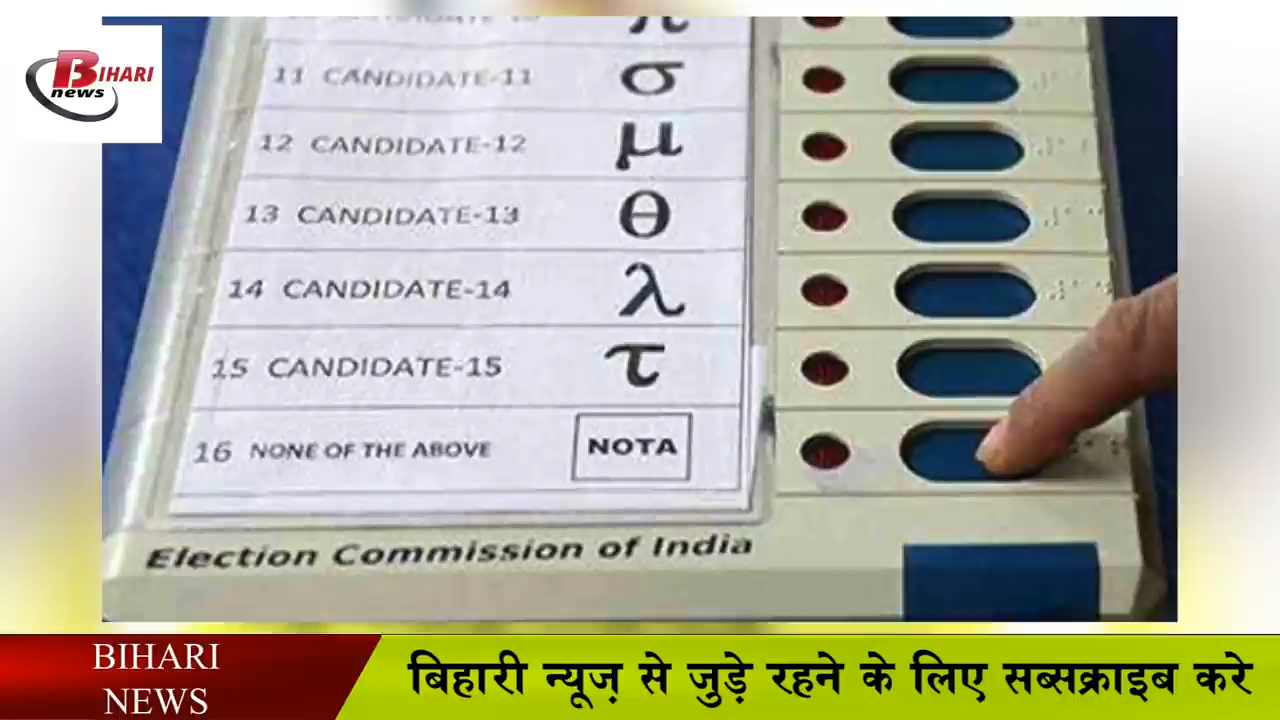 BIHARI
news
11 CANDIDATE-11 σ
12 CANDIDATE-12 μ
13 CANDIDATE-13 θ
14 CANDIDATE-14 λ
15 CANDIDATE-15 τ
16 NONE OF THE ABOVE NOTA
Election Commission of India
BIHARI
NEWS
बिहारी न्यूज़ से जुड़े रहने के लिए सब्सक्राइब करे